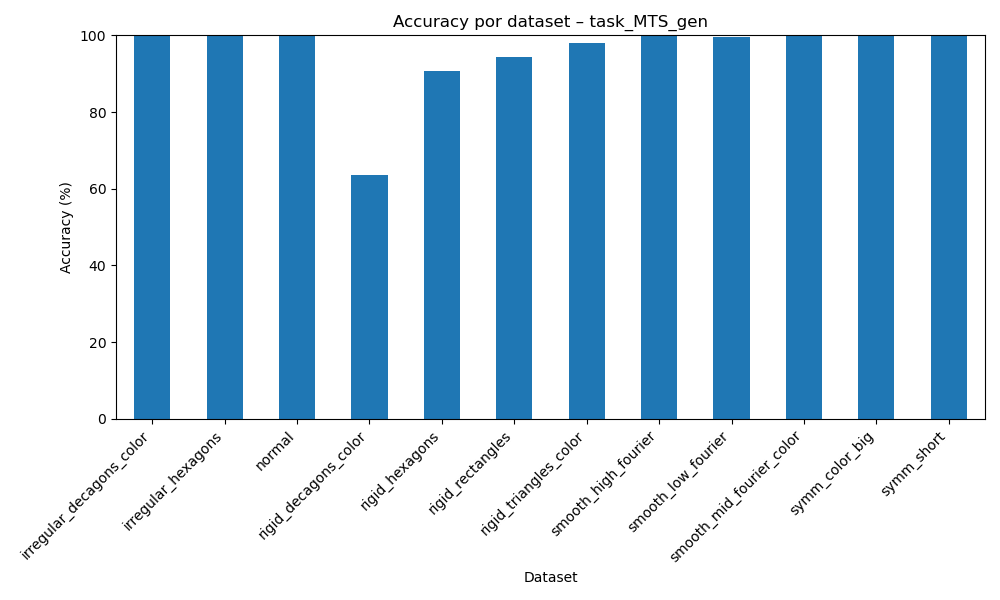 Accuracy por dataset – task_MTS_gen
Accuracy (%)
100
80
60
40
20
0
irregular_decagons_color
irregular_hexagons
normal
rigid_decagons_color
rigid_hexagons
rigid_rectangles
rigid_triangles_color
smooth_high_fourier
smooth_low_fourier
smooth_mid_fourier_color
symm_color_big
symm_short
Dataset